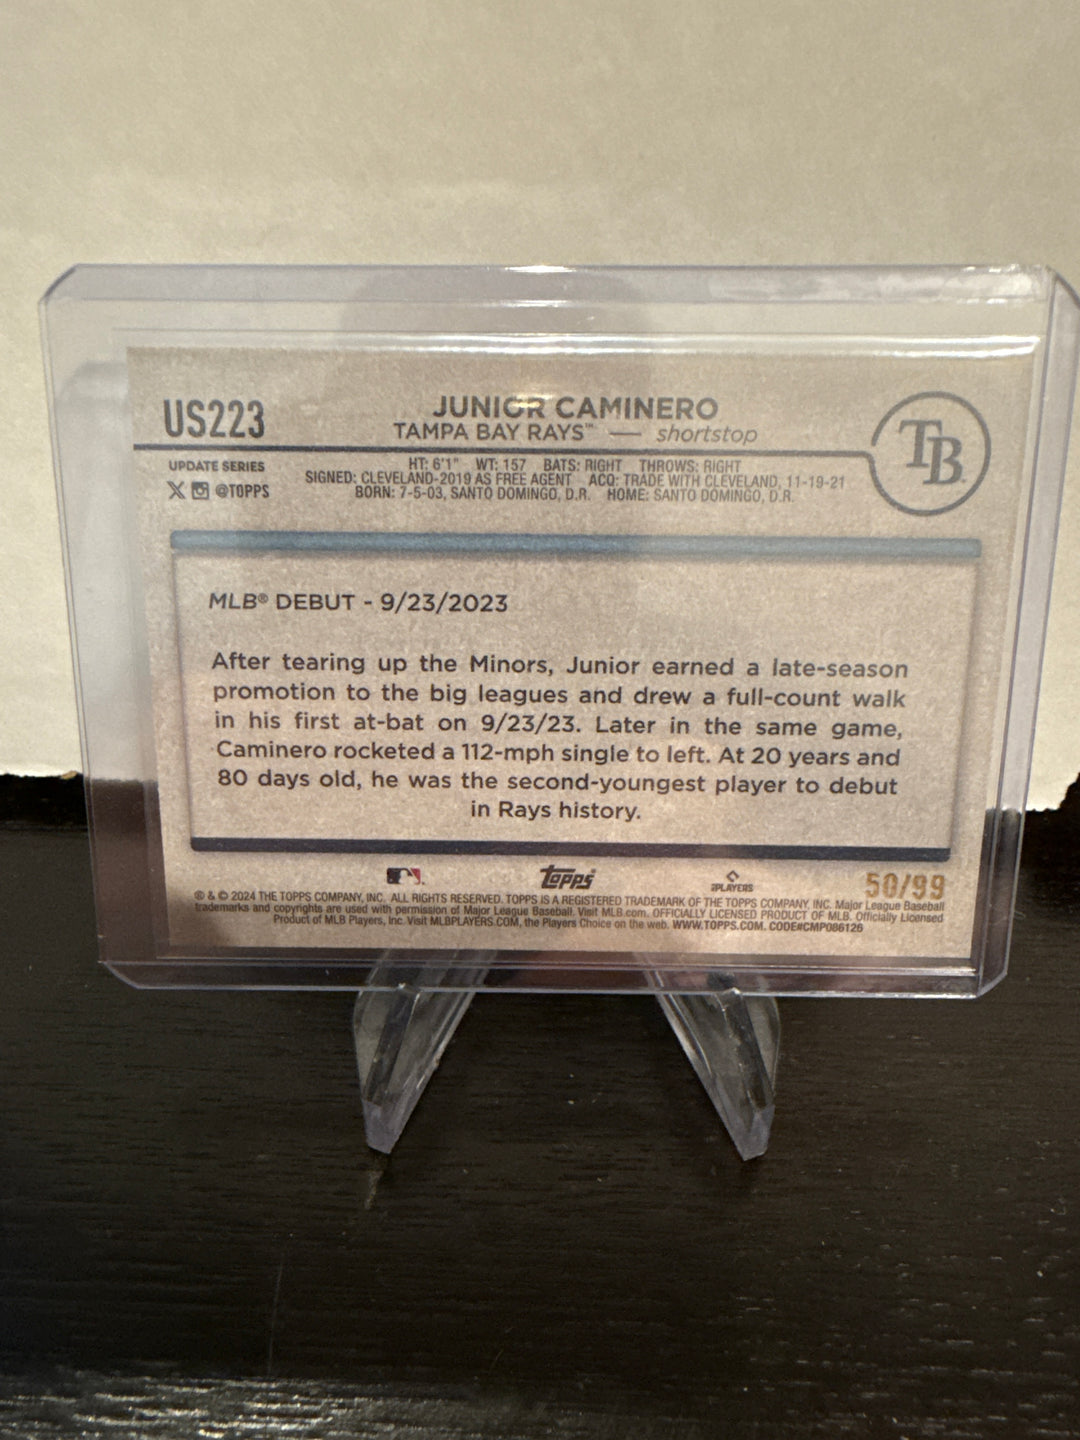 US223
JUNIOR CAMINERO
TAMPA BAY RAYS™ — shortstop
TB
UPDATE SERIES
X @TOPPS
HT: 6'1" WT: 157 BATS: RIGHT THROWS: RIGHT
SIGNED: CLEVELAND-2019 AS FREE AGENT ACQ: TRADE WITH CLEVELAND, 11-19-21
BORN: 7-5-03, SANTO DOMINGO, D.R. HOME: SANTO DOMINGO, D.R.
MLB® DEBUT - 9/23/2023
After tearing up the Minors, Junior earned a late-season
promotion to the big leagues and drew a full-count walk
in his first at-bat on 9/23/23. Later in the same game,
Caminero rocketed a 112-mph single to left. At 20 years and
80 days old, he was the second-youngest player to debut
in Rays history.
topps
PLAYERS
50/99
® & © 2024 THE TOPPS COMPANY, INC. ALL RIGHTS RESERVED. TOPPS IS A REGISTERED TRADEMARK OF THE TOPPS COMPANY, INC. Major League Baseball
trademarks and copyrights are used with permission of Major League Baseball. Visit MLB.com. OFFICIALLY LICENSED PRODUCT OF MLB. Officially Licensed
Product of MLB Players, Inc. Visit MLBPLAYERS.COM, the Players Choice on the web. WWW.TOPPS.COM. CODE#CMP086126